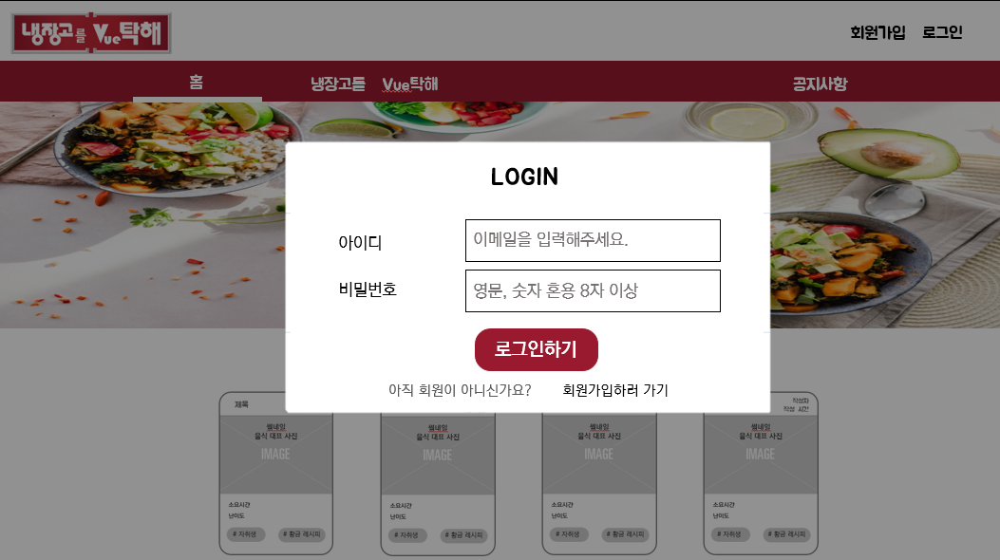 냉장고를 Vue탁해
회원가입 로그인
홈 냉장고를 Vue탁해 공지사항
LOGIN
아이디 이메일을 입력해주세요.
비밀번호 영문, 숫자 혼용 8자 이상
로그인하기
아직 회원이 아니신가요? 회원가입하러 가기
제목
썸네일
음식 대표 사진
IMAGE
소요시간
난이도
# 자취생 # 황금 레시피
썸네일
음식 대표 사진
IMAGE
소요시간
난이도
# 자취생 # 황금 레시피
썸네일
음식 대표 사진
IMAGE
소요시간
난이도
# 자취생 # 황금 레시피
작성자
작성 시간
썸네일
음식 대표 사진
IMAGE
소요시간
난이도
# 자취생 # 황금 레시피